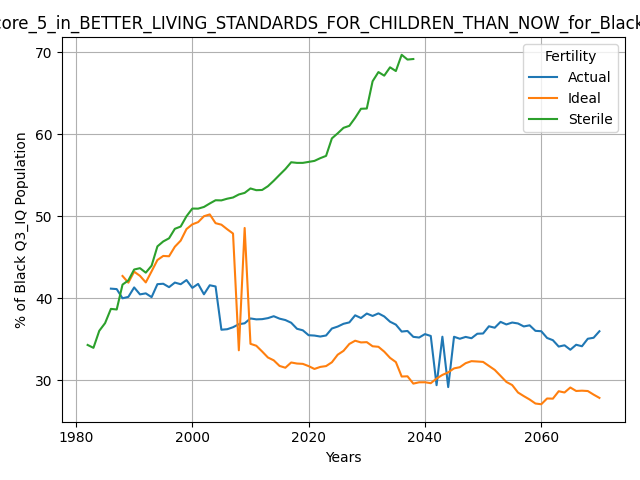 core_5_in_BETTER_LIVING_STANDARDS_FOR_CHILDREN_THAN_NOW_for_Black
Fertility
Actual
Ideal
Sterile
% of Black Q3_IQ Population
70
60
50
40
30
1980
2000
2020
2040
2060
Years